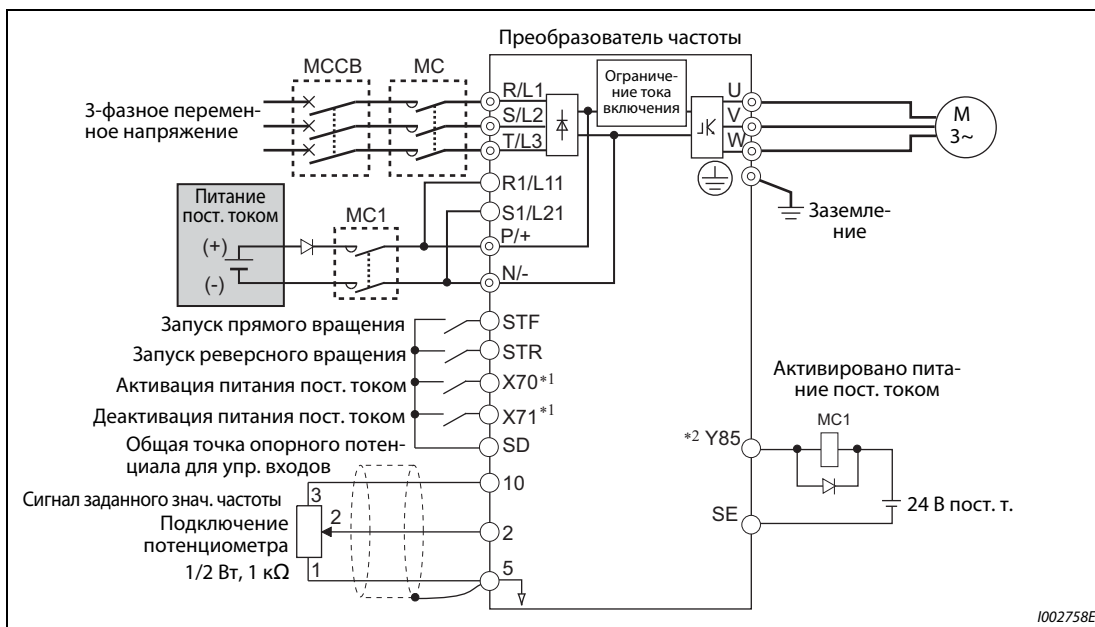 Преобразователь частоты
MCCB
MC
3-фазное перемен-
ное напряжение
R/L1
S/L2
T/L3
Ограниче-
ние тока
включения
U
V
W
M
3~
Заземле-
ние
R1/L11
S1/L21
P/+
N/-
Питание
пост. током
(+)
(-)
MC1
Запуск прямого вращения
STF
Запуск реверсного вращения
STR
Активация питания пост. током
X70*1
Деактивация питания пост. током
X71*1
Общая точка опорного потен-
циала для упр. входов
SD
Сигнал заданного знач. частоты
Подключение
потенциометра
1/2 Вт, 1 кΩ
3
2
1
10
2
5
Активировано пита-
ние пост. током
MC1
*2 Y85
SE
24 В пост. т.
I002758E